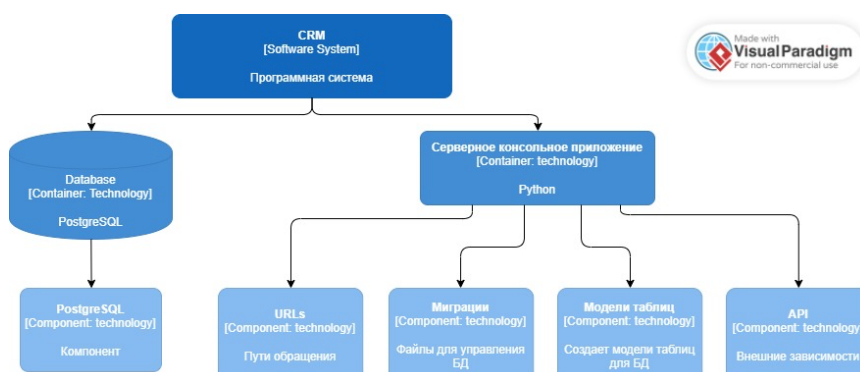 CRM
[Software System]
Программная система
Made with
VisualParadigm
For non-commercial use
Database
[Container: Technology]
PostgreSQL
Серверное консольное приложение
[Container: technology]
Python
PostgreSQL
[Component: technology]
Компонент
URLs
[Component: technology]
Пути обращения
Миграции
[Component: technology]
Файлы для управления
БД
Модели таблиц
[Component: technology]
Создает модели таблиц
для БД
API
[Component: technology
Внешние зависимости